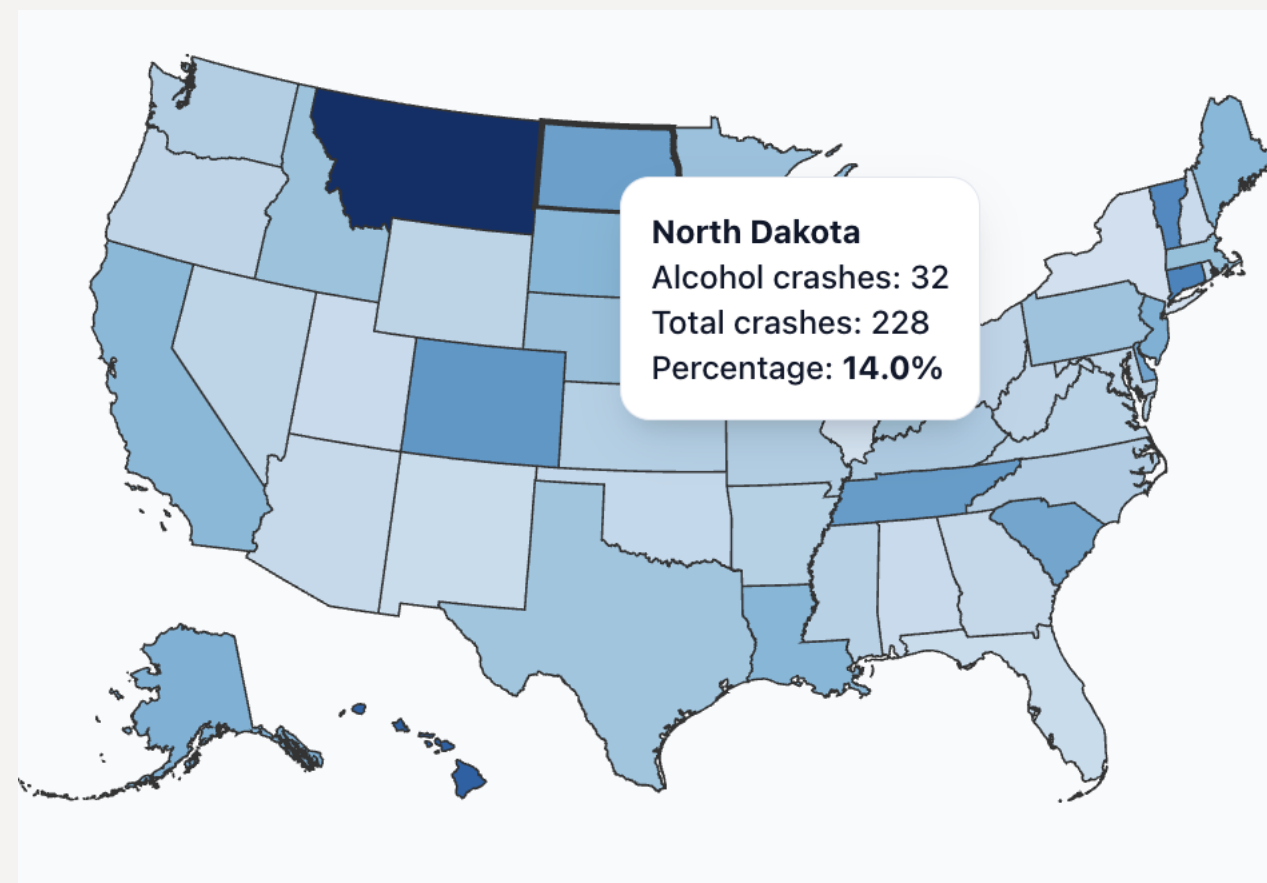 North Dakota
Alcohol crashes: 32
Total crashes: 228
Percentage: 14.0%